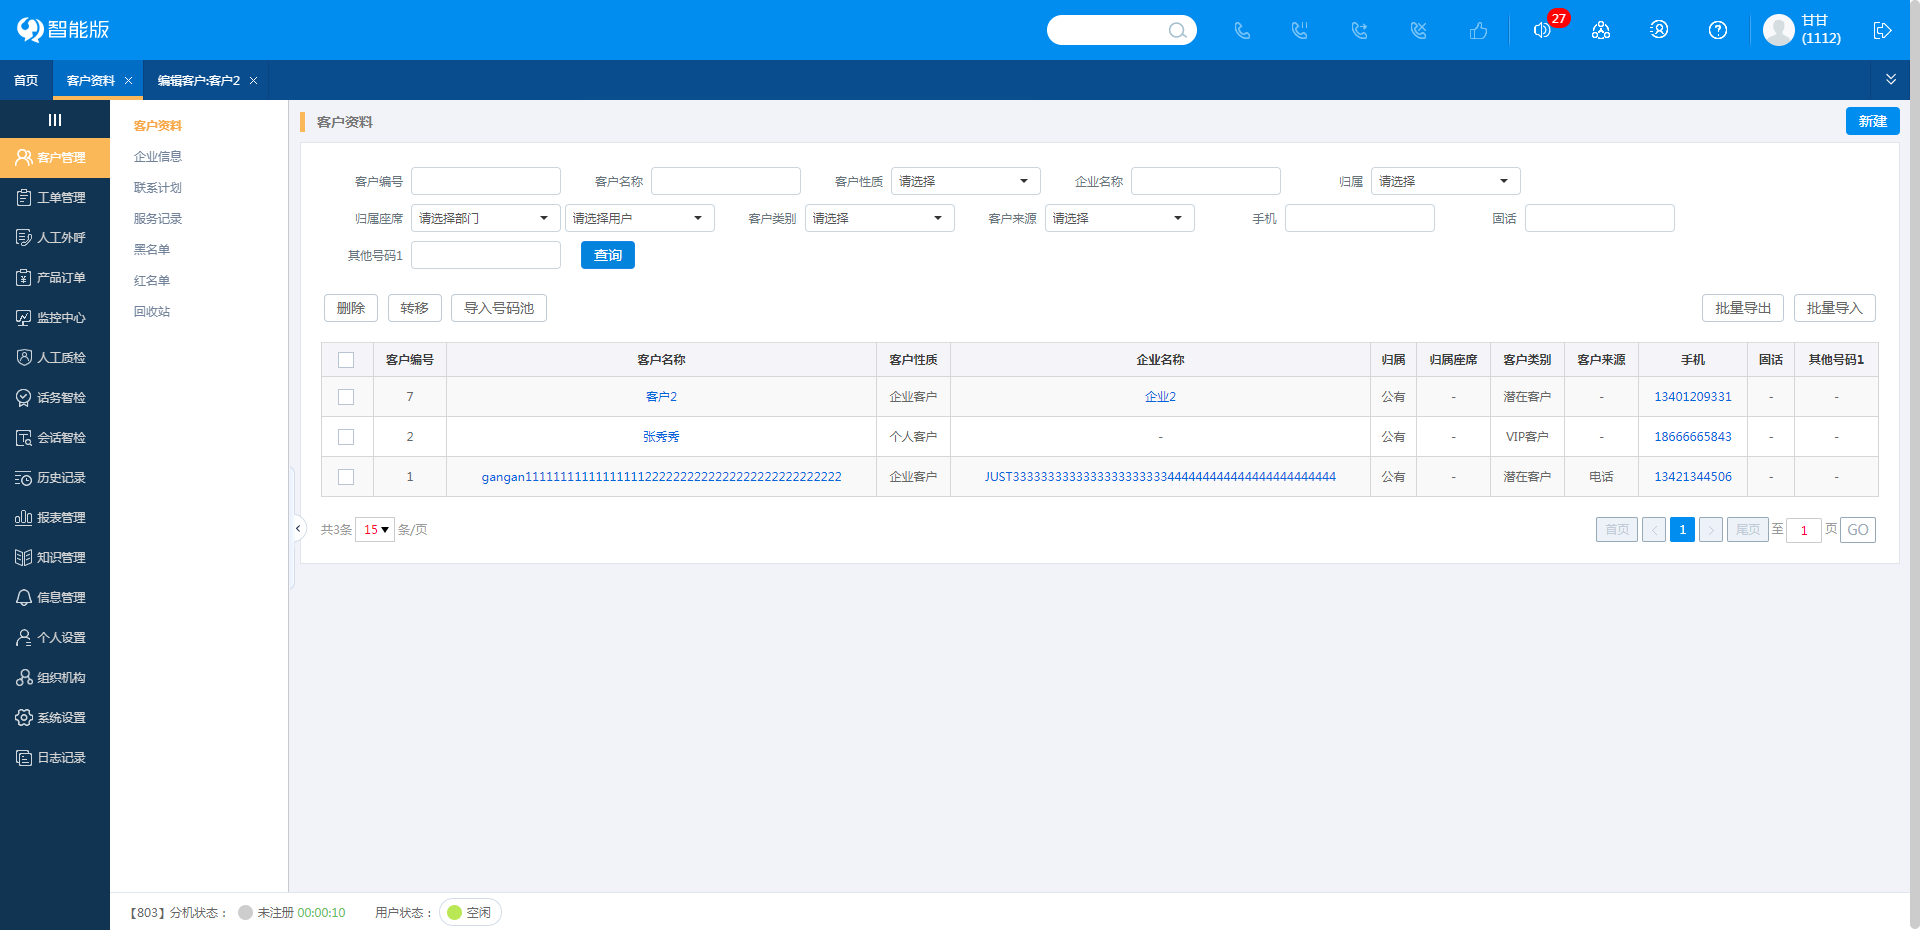 智能版
27
甘甘
(1112)
首页
客户资料
编辑客户:客户2
客户管理
工单管理
人工外呼
产品订单
监控中心
人工质检
话务智检
会话智检
历史记录
报表管理
知识管理
信息管理
个人设置
组织机构
系统设置
日志记录
客户资料
企业信息
联系计划
服务记录
黑名单
红名单
回收站
客户资料 新建
客户编号 客户名称 客户性质 请选择 企业名称 归属 请选择
归属座席 请选择部门 请选择用户 客户类别 请选择 客户来源 请选择 手机 固话
其他号码1 查询
删除 转移 导入号码池 批量导出 批量导入
客户编号 客户名称 客户性质 企业名称 归属 归属座席 客户类别 客户来源 手机 固话 其他号码1
7 客户2 企业客户 企业2 公有 - 潜在客户 - 13401209331 - -
2 张秀秀 个人客户 - 公有 - VIP客户 - 18666665843 - -
1 gangan1111111111111111112222222222222222222222222222 企业客户 JUST3333333333333333333333444444444444444444444444 公有 - 潜在客户 电话 13421344506 - -
共3条 15 条/页 首页 < 1 > 尾页 至 1 页 GO
【803】分机状态： 未注册 00:00:10 用户状态： 空闲